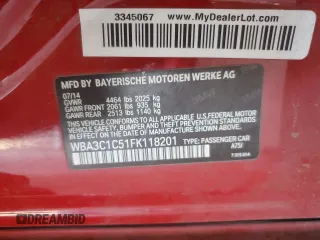 3345067 www.MyDealerLot.com
MFD BY BAYERISCHE MOTOREN WERKE AG
07/14
GVWR 4464 lbs 2025 kg
GAWR FRONT 2061 lbs 935 kg
GAWR REAR 2513 lbs 1140 kg
THIS VEHICLE CONFORMS TO ALL APPLICABLE U.S. FEDERAL MOTOR
VEHICLE SAFETY, BUMPER, AND THEFT PREVENTION STANDARDS IN
EFFECT ON THE DATE OF MANUFACTURE SHOWN ABOVE.
WBA3C1C51FK118201 TYPE: PASSENGER CAR
AZSI
EARBIDMID